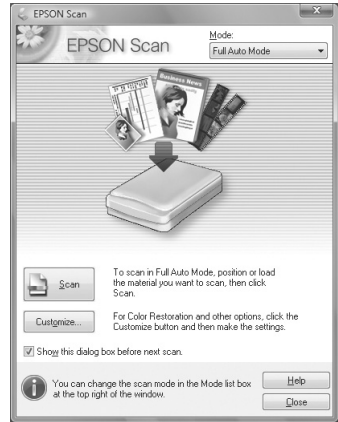 EPSON Scan
EPSON Scan
Mode:
Full Auto Mode
Business News
Scan
To scan in Full Auto Mode, position or load
the material you want to scan, then click
Scan.
Customize...
For Color Restoration and other options, click the
Customize button and then make the settings.
Show this dialog box before next scan.
You can change the scan mode in the Mode list box
at the top right of the window.
Help
Close